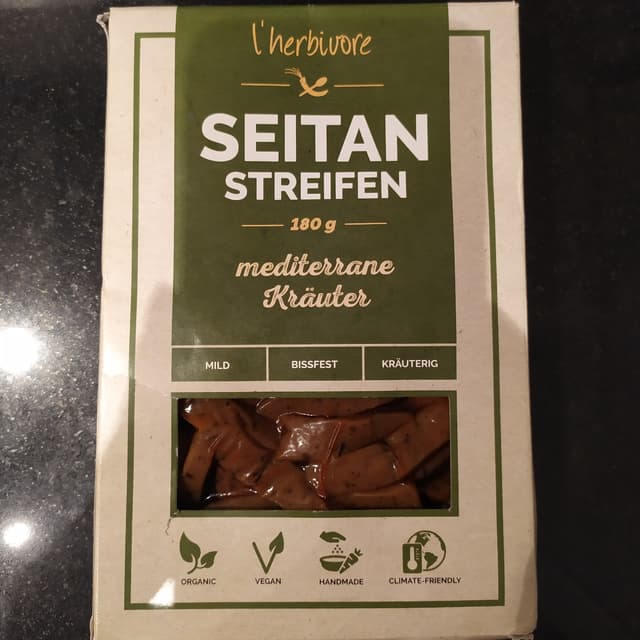 l'herbivore
SEITAN
STREIFEN
180 g
mediterrane
Kräuter
MILD BISSFEST KRÄUTERIG
ORGANIC VEGAN HANDMADE CLIMATE-FRIENDLY